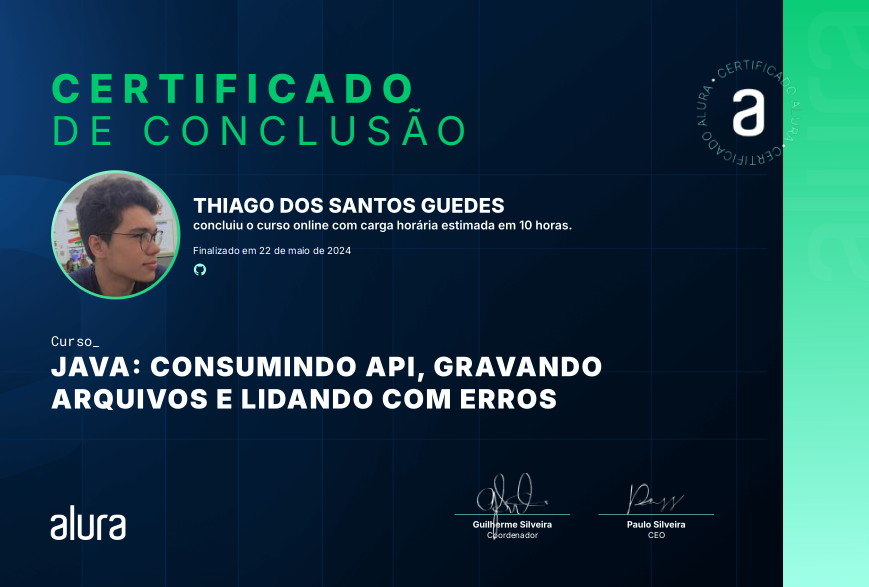 CERTIFICADO
DE CONCLUSÃO
CERTIFICADO ALURA • CERTIFICADO ALURA •
a
THIAGO DOS SANTOS GUEDES
concluiu o curso online com carga horária estimada em 10 horas.
Finalizado em 22 de maio de 2024
Curso_
JAVA: CONSUMINDO API, GRAVANDO
ARQUIVOS E LIDANDO COM ERROS
alura
Guilherme Silveira
Coordenador
Paulo Silveira
CEO
alura